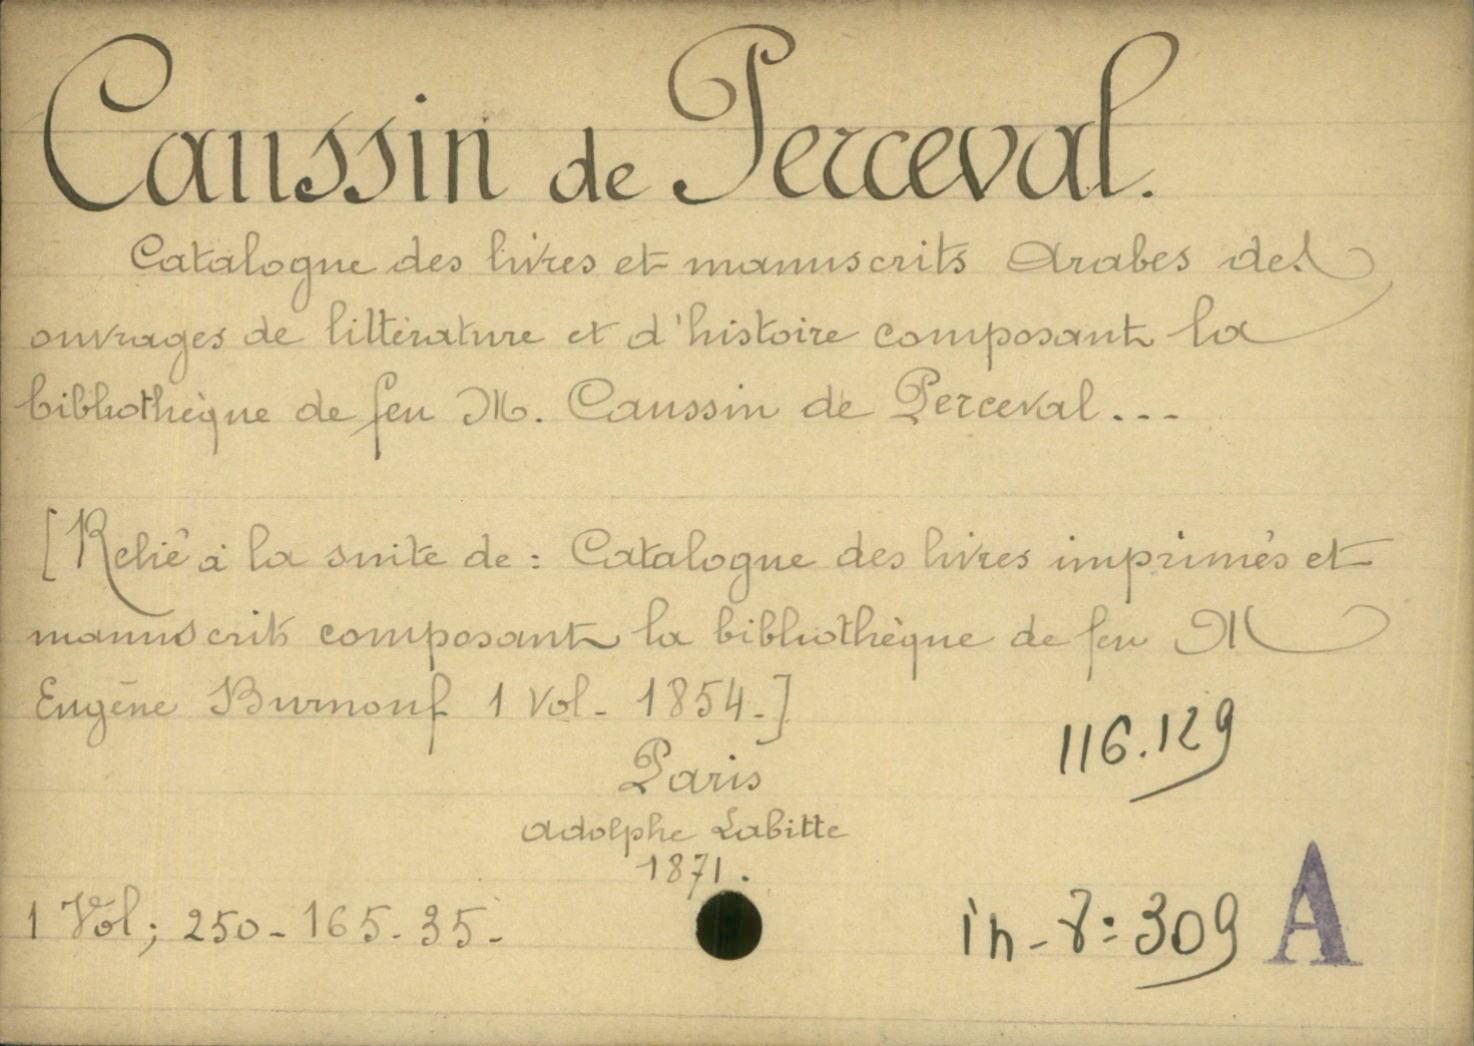 Caussin de Perceval.
Catalogue des livres et manuscrits Arabes des
ouvrages de littérature et d'histoire composant la
bibliothèque de feu M. Caussin de Perceval...
[Relié à la suite de : Catalogue des livres imprimés et
manuscrits composant la bibliothèque de feu M
Eugène Burnouf 1 Vol- 1854-]
116.129
Paris
Adolphe Labitte
1871.
1 Vol; 250- 165- 35-
in-8: 309 A